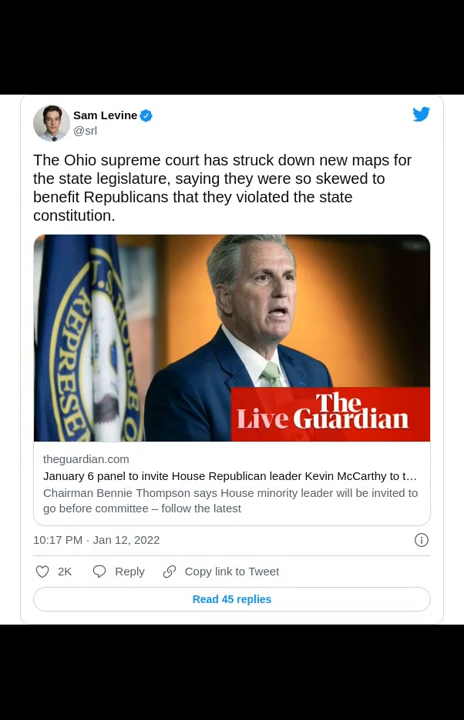 Sam Levine
@srl
The Ohio supreme court has struck down new maps for
the state legislature, saying they were so skewed to
benefit Republicans that they violated the state
constitution.
REPRESE
HOUSE O
Live The Guardian
theguardian.com
January 6 panel to invite House Republican leader Kevin McCarthy to t…
Chairman Bennie Thompson says House minority leader will be invited to
go before committee – follow the latest
10:17 PM · Jan 12, 2022
2K Reply Copy link to Tweet
Read 45 replies